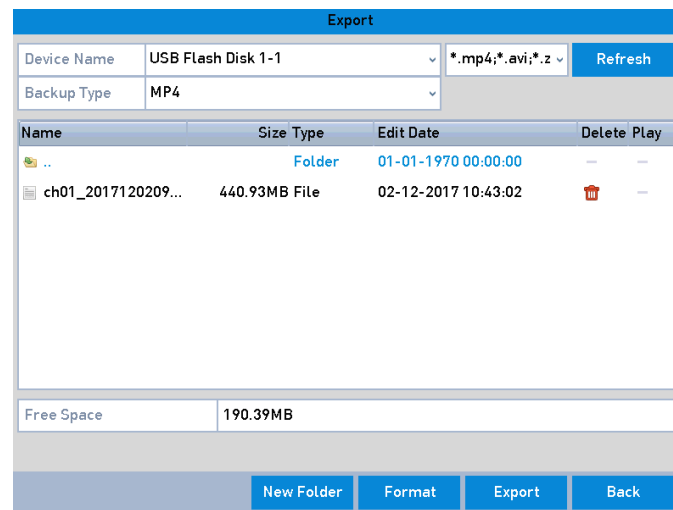 Export
Device Name USB Flash Disk 1-1 *.mp4;*.avi;*.z Refresh
Backup Type MP4
Name Size Type Edit Date Delete Play
.. Folder 01-01-1970 00:00:00 — —
ch01_2017120209... 440.93MB File 02-12-2017 10:43:02 —
Free Space 190.39MB
New Folder Format Export Back